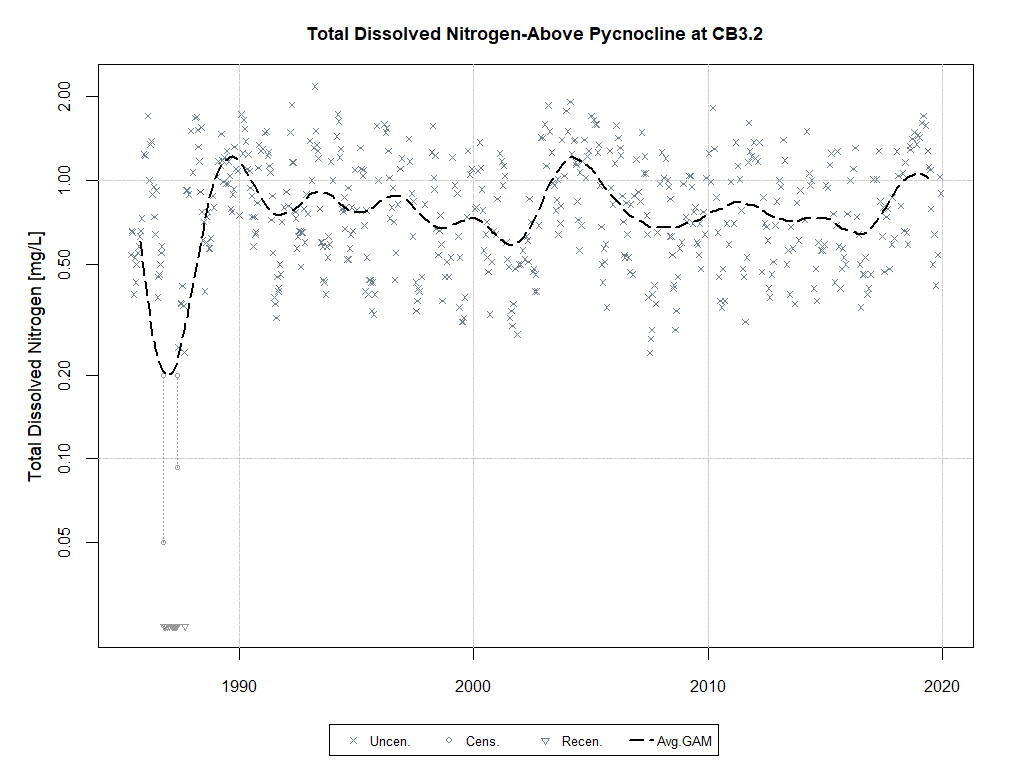 Total Dissolved Nitrogen-Above Pycnocline at CB3.2
Total Dissolved Nitrogen [mg/L]
2.00
1.00
0.50
0.20
0.10
0.05
1990 2000 2010 2020
Uncen. Cens. Recen. Avg.GAM